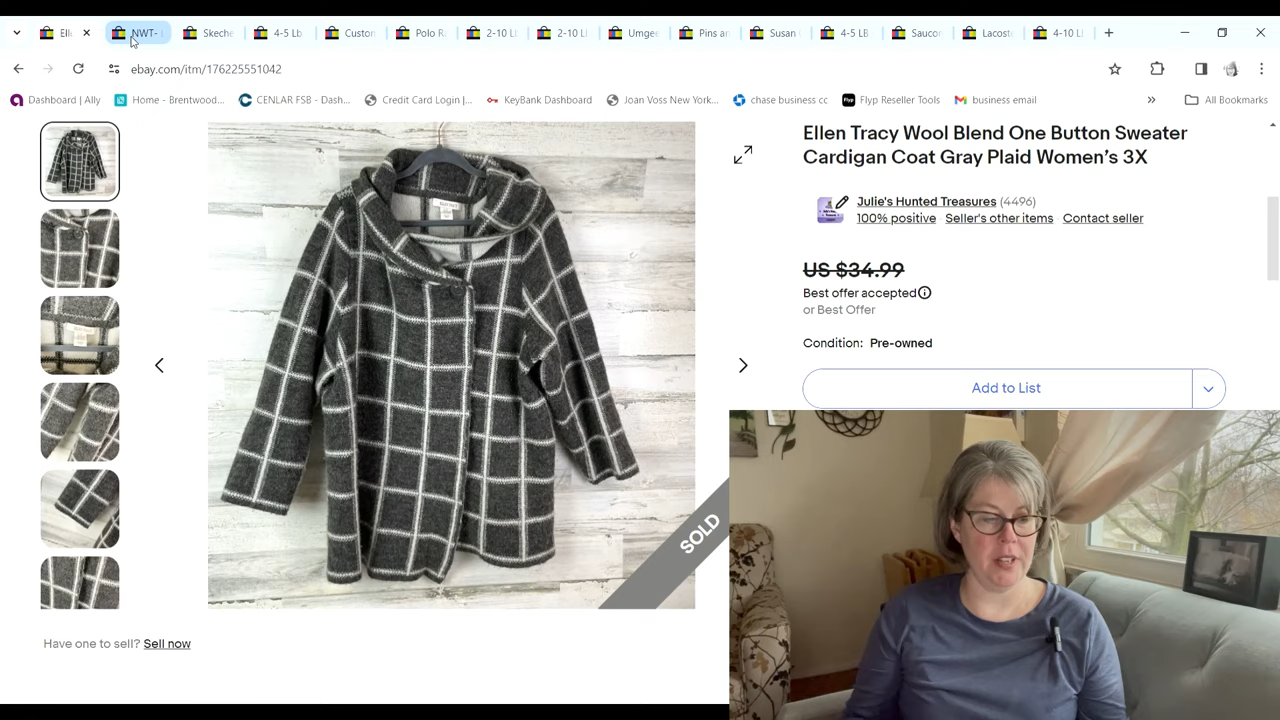 Elle
NWT-
Skeche
4-5 Lb
Custon
Polo R
2-10 L
2-10 L
Umgee
Pins an
Susan
4-5 LB
Saucor
Lacost
4-10 L
ebay.com/itm/176225551042
Dashboard | Ally
Home - Brentwood...
CENLAR FSB - Dash...
Credit Card Login |...
KeyBank Dashboard
Joan Voss New York...
chase business cc
Flyp Reseller Tools
business email
All Bookmarks
Ellen Tracy Wool Blend One Button Sweater
Cardigan Coat Gray Plaid Women's 3X
Julie's Hunted Treasures (4496)
100% positive Seller's other items Contact seller
US $34.99
Best offer accepted
or Best Offer
Condition: Pre-owned
Add to List
SOLD
Have one to sell? Sell now